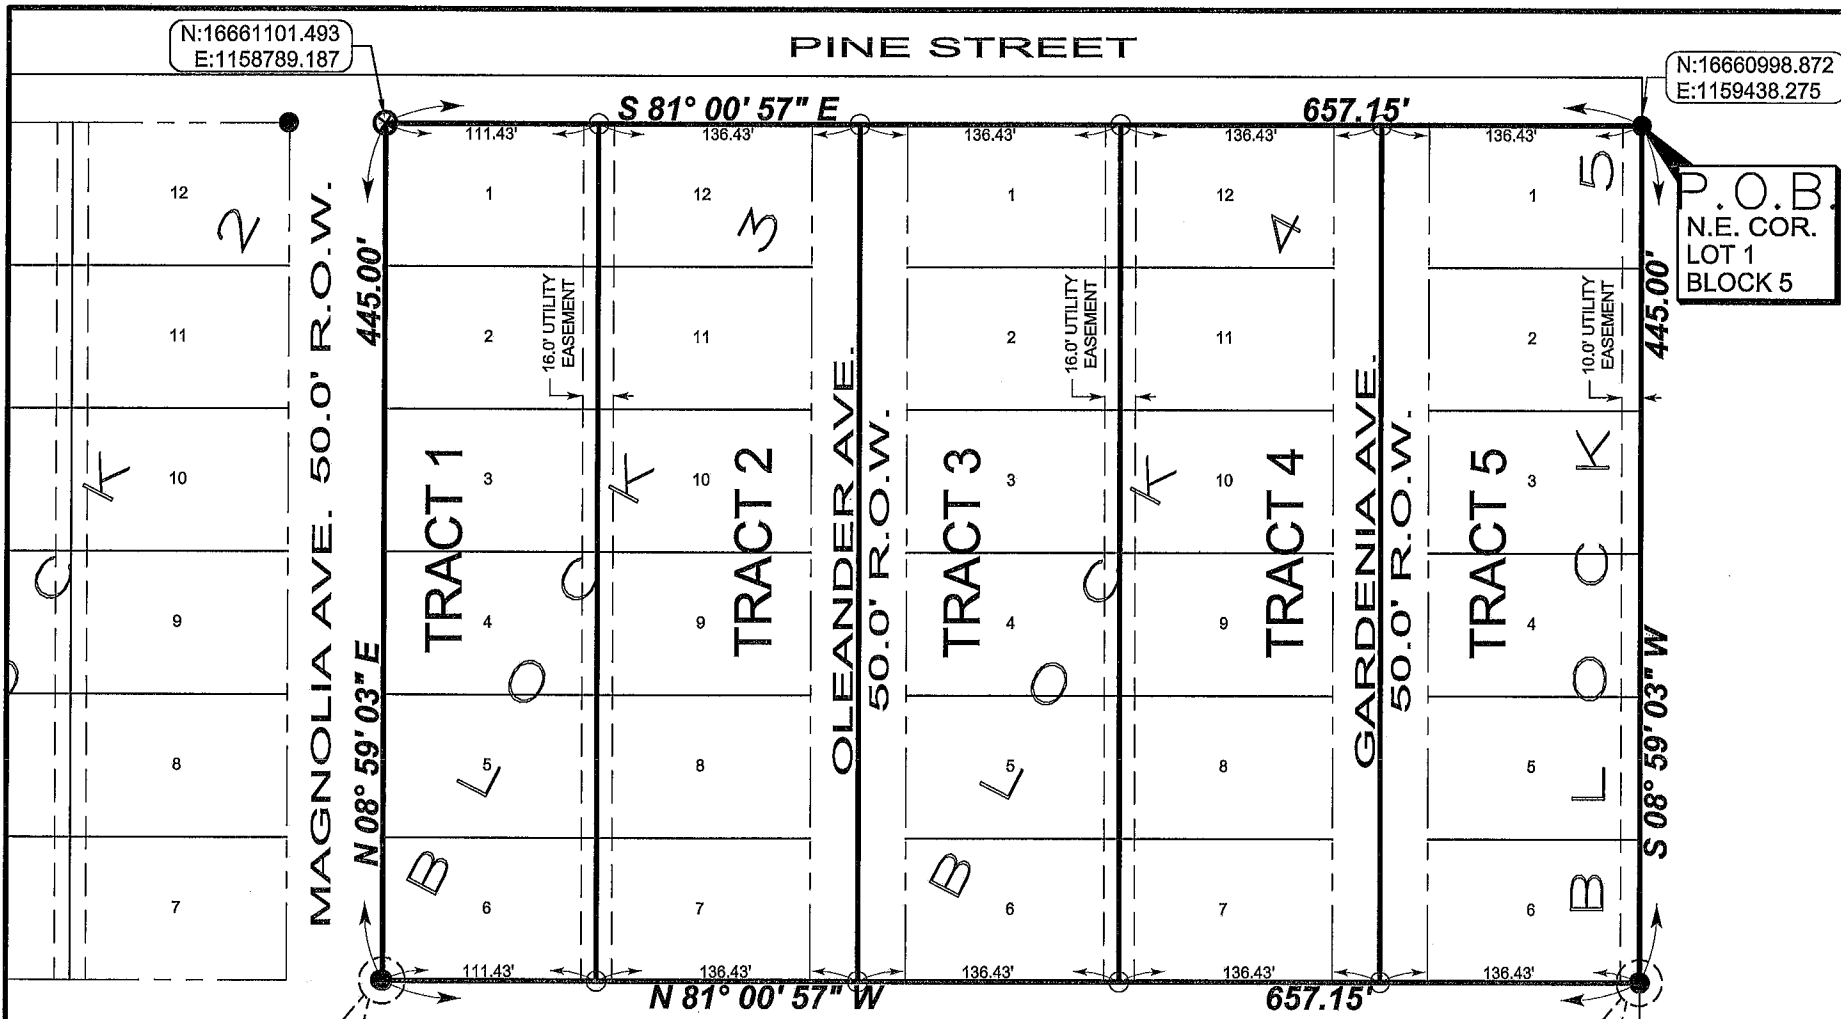 N:16661101.493
E:1158789.187
PINE STREET
N:16660998.872
E:1159438.275
S 81° 00' 57" E
657.15'
111.43'
136.43'
136.43'
136.43'
136.43'
P.O.B.
N.E. COR.
LOT 1
BLOCK 5
12
11
10
9
8
7
2
K
C
O
MAGNOLIA AVE. 50.0' R.O.W.
445.00'
N 08° 59' 03" E
1
2
3
4
5
6
TRACT 1
16.0' UTILITY
EASEMENT
BLOCK 3
12
11
10
9
8
7
TRACT 2
OLEANDER AVE.
50.0' R.O.W.
1
2
3
4
5
6
TRACT 3
16.0' UTILITY
EASEMENT
BLOCK 4
12
11
10
9
8
7
TRACT 4
GARDENIA AVE.
50.0' R.O.W.
1
2
3
4
5
6
TRACT 5
10.0' UTILITY
EASEMENT
BLOCK 5
445.00'
S 08° 59' 03" W
111.43'
136.43'
136.43'
136.43'
136.43'
N 81° 00' 57" W
657.15'